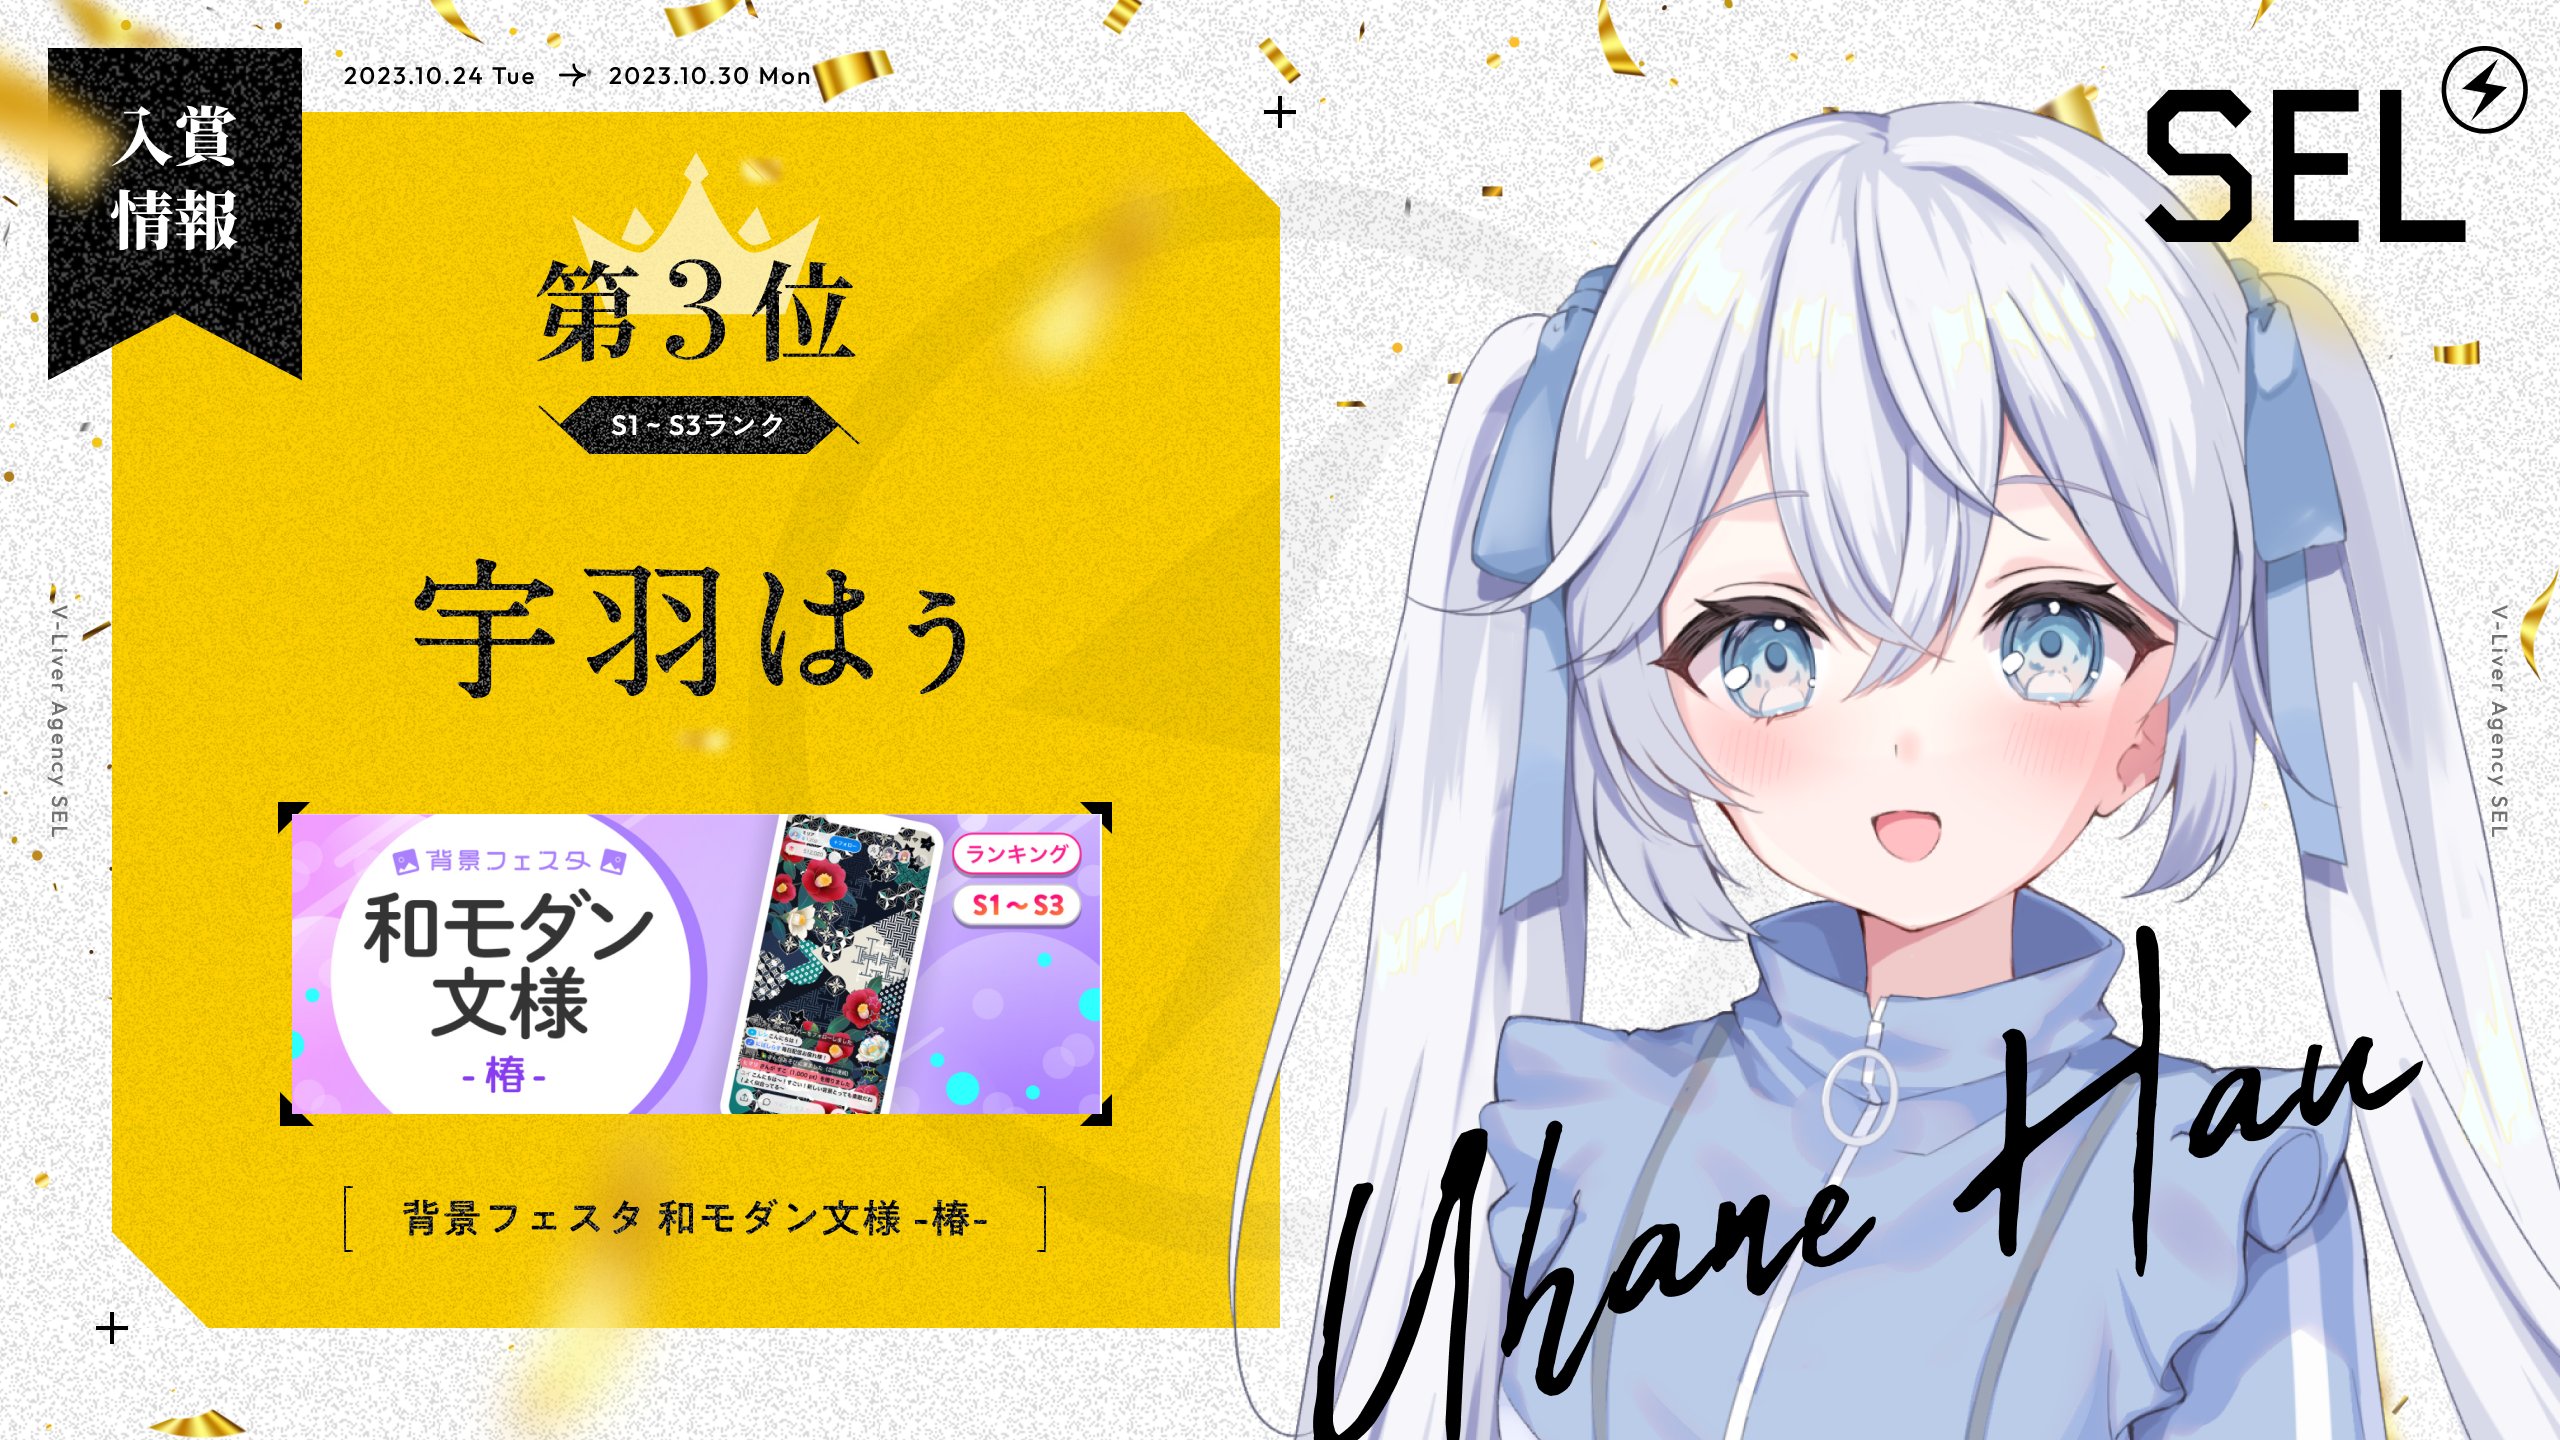 入賞
情報
2023.10.24 Tue → 2023.10.30 Mon
SEL
第3位
S1 ~ S3ランク
宇羽はぅ
背景フェスタ
和モダン
文様
-椿-
ランキング
S1～S3
背景フェスタ 和モダン文様 -椿-
Uhane Hau
V-Liver Agency SEL
V-Liver Agency SEL